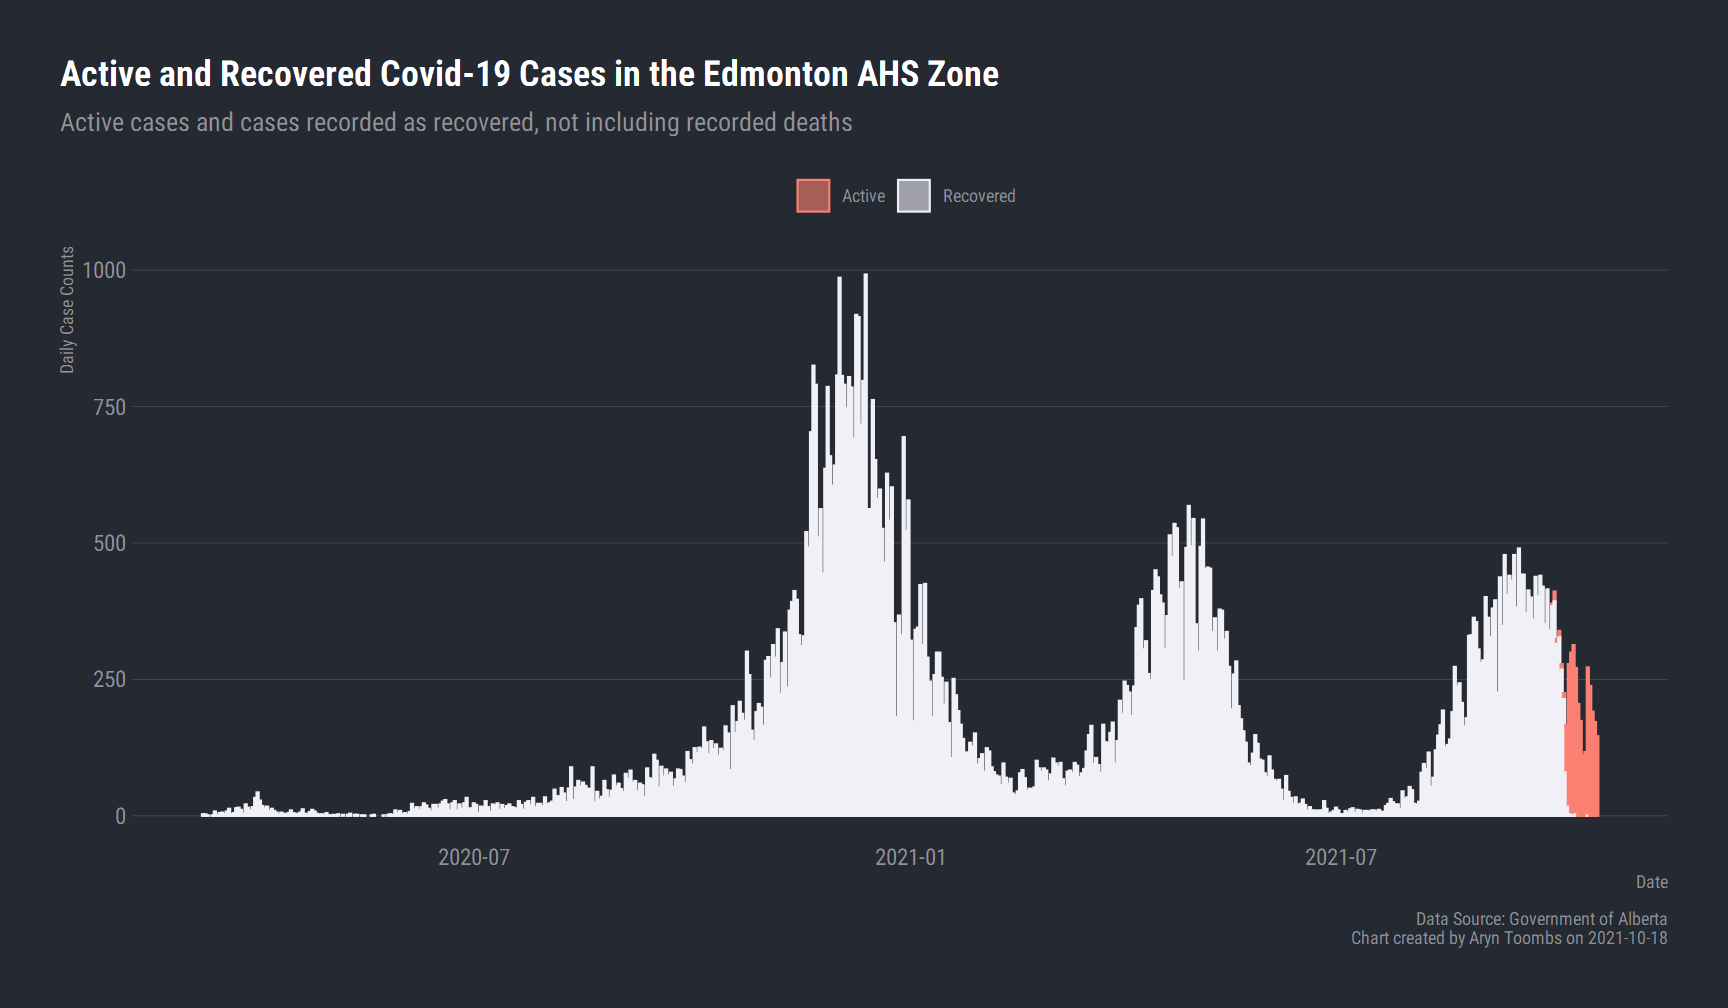 Active and Recovered Covid-19 Cases in the Edmonton AHS Zone
Active cases and cases recorded as recovered, not including recorded deaths
Active
Recovered
Daily Case Counts
1000
750
500
250
0
2020-07
2021-01
2021-07
Date
Data Source: Government of Alberta
Chart created by Aryn Toombs on 2021-10-18